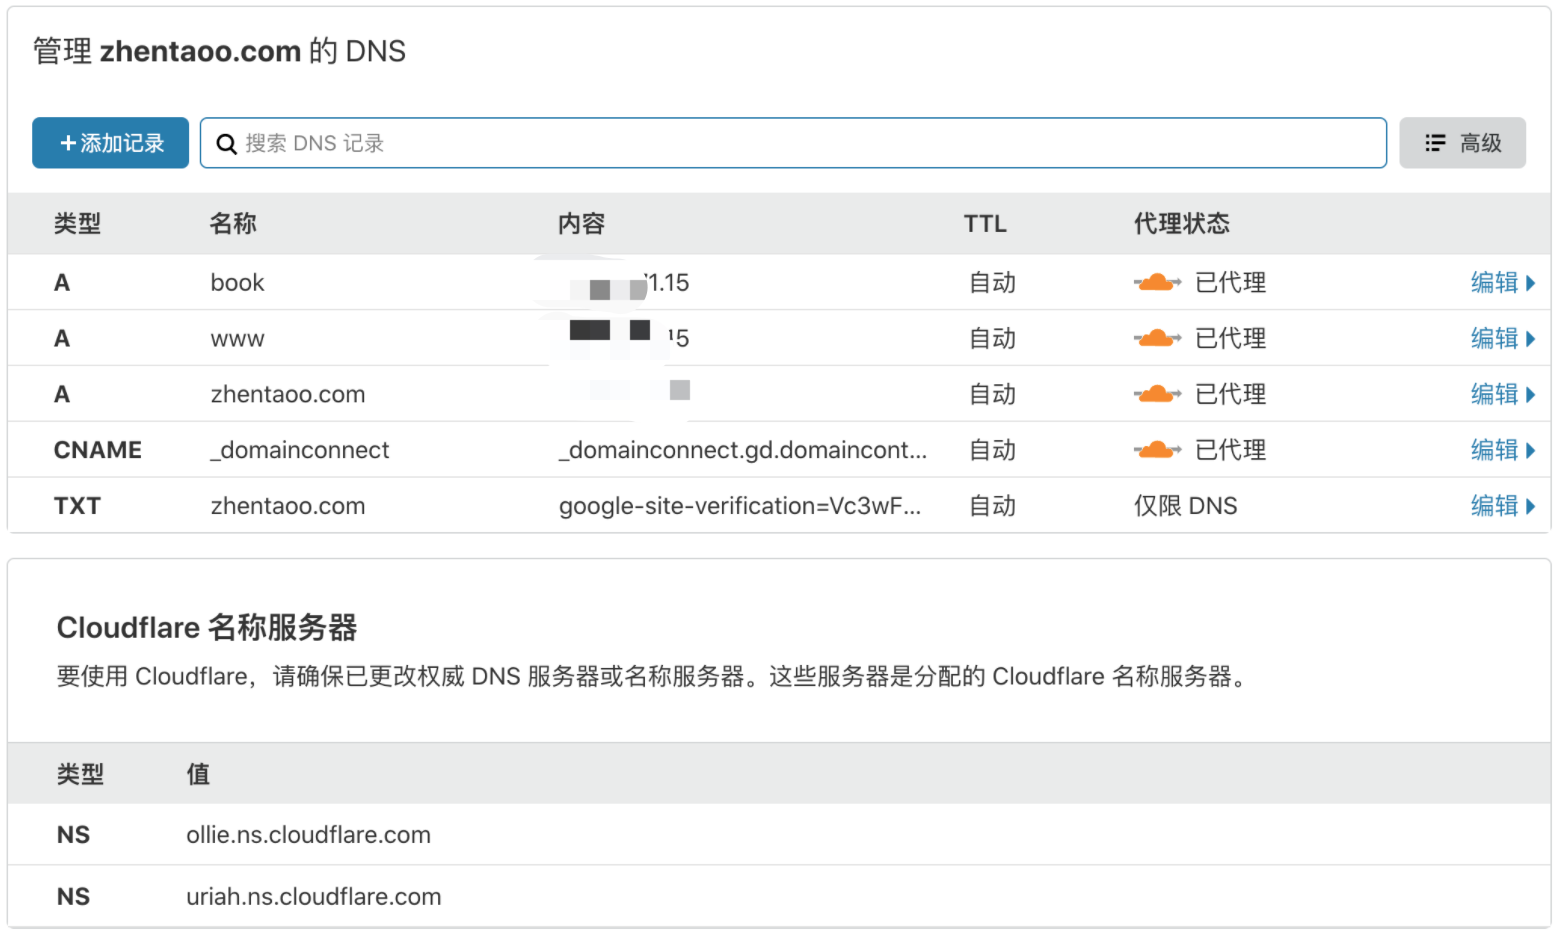 管理 zhentaoo.com 的 DNS
+添加记录 搜索 DNS 记录 高级
类型 名称 内容 TTL 代理状态
A book 1.15 自动 已代理 编辑
A www 15 自动 已代理 编辑
A zhentaoo.com 自动 已代理 编辑
CNAME _domainconnect _domainconnect.gd.domaincont... 自动 已代理 编辑
TXT zhentaoo.com google-site-verification=Vc3wF... 自动 仅限 DNS 编辑
Cloudflare 名称服务器
要使用 Cloudflare，请确保已更改权威 DNS 服务器或名称服务器。这些服务器是分配的 Cloudflare 名称服务器。
类型 值
NS ollie.ns.cloudflare.com
NS uriah.ns.cloudflare.com